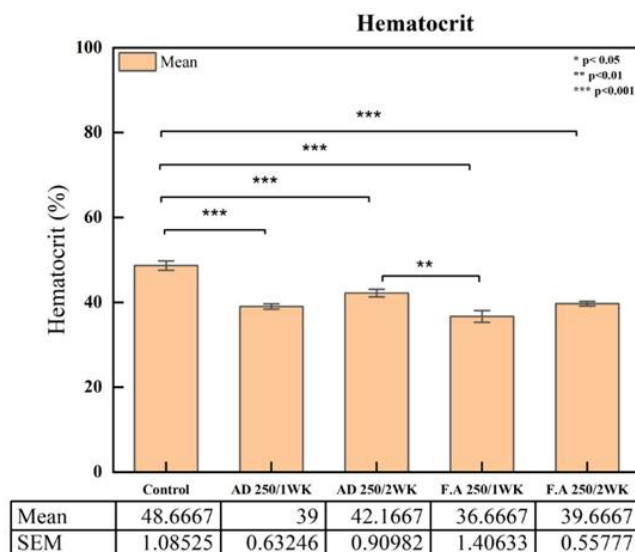 Hematocrit
100
80
60
40
20
0
Hematocrit (%)
Mean
* p< 0.05
** p<0.01
*** p<0.001
***
***
***
***
**
Control AD 250/1WK AD 250/2WK F.A 250/1WK F.A 250/2WK
Mean 48.6667 39 42.1667 36.6667 39.6667
SEM 1.08525 0.63246 0.90982 1.40633 0.55777